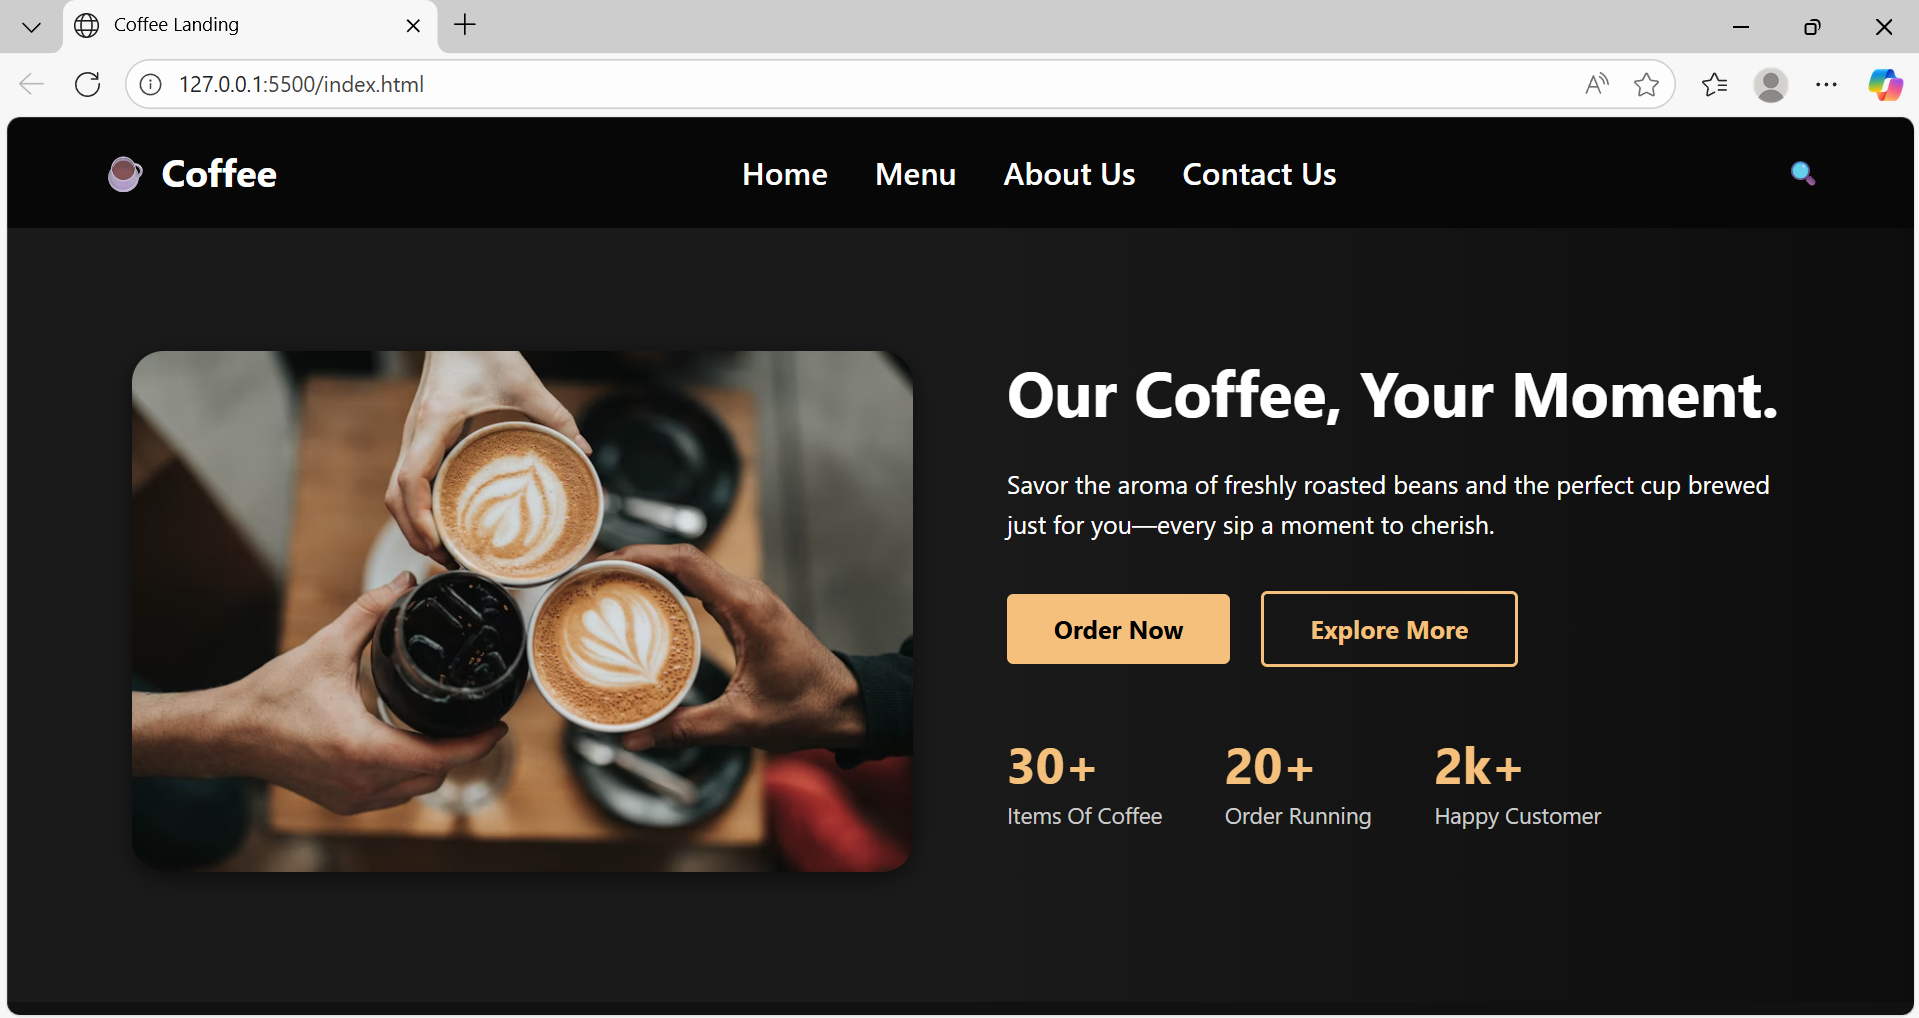 Coffee Landing
127.0.0.1:5500/index.html
Coffee
Home Menu About Us Contact Us
Our Coffee, Your Moment.
Savor the aroma of freshly roasted beans and the perfect cup brewed
just for you—every sip a moment to cherish.
Order Now Explore More
30+ 20+ 2k+
Items Of Coffee Order Running Happy Customer